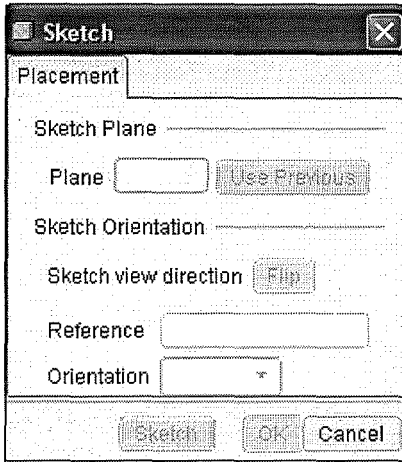 Sketch
Placement
Sketch Plane
Plane Use Previous
Sketch Orientation
Sketch view direction Flip
Reference
Orientation
Sketch OK Cancel